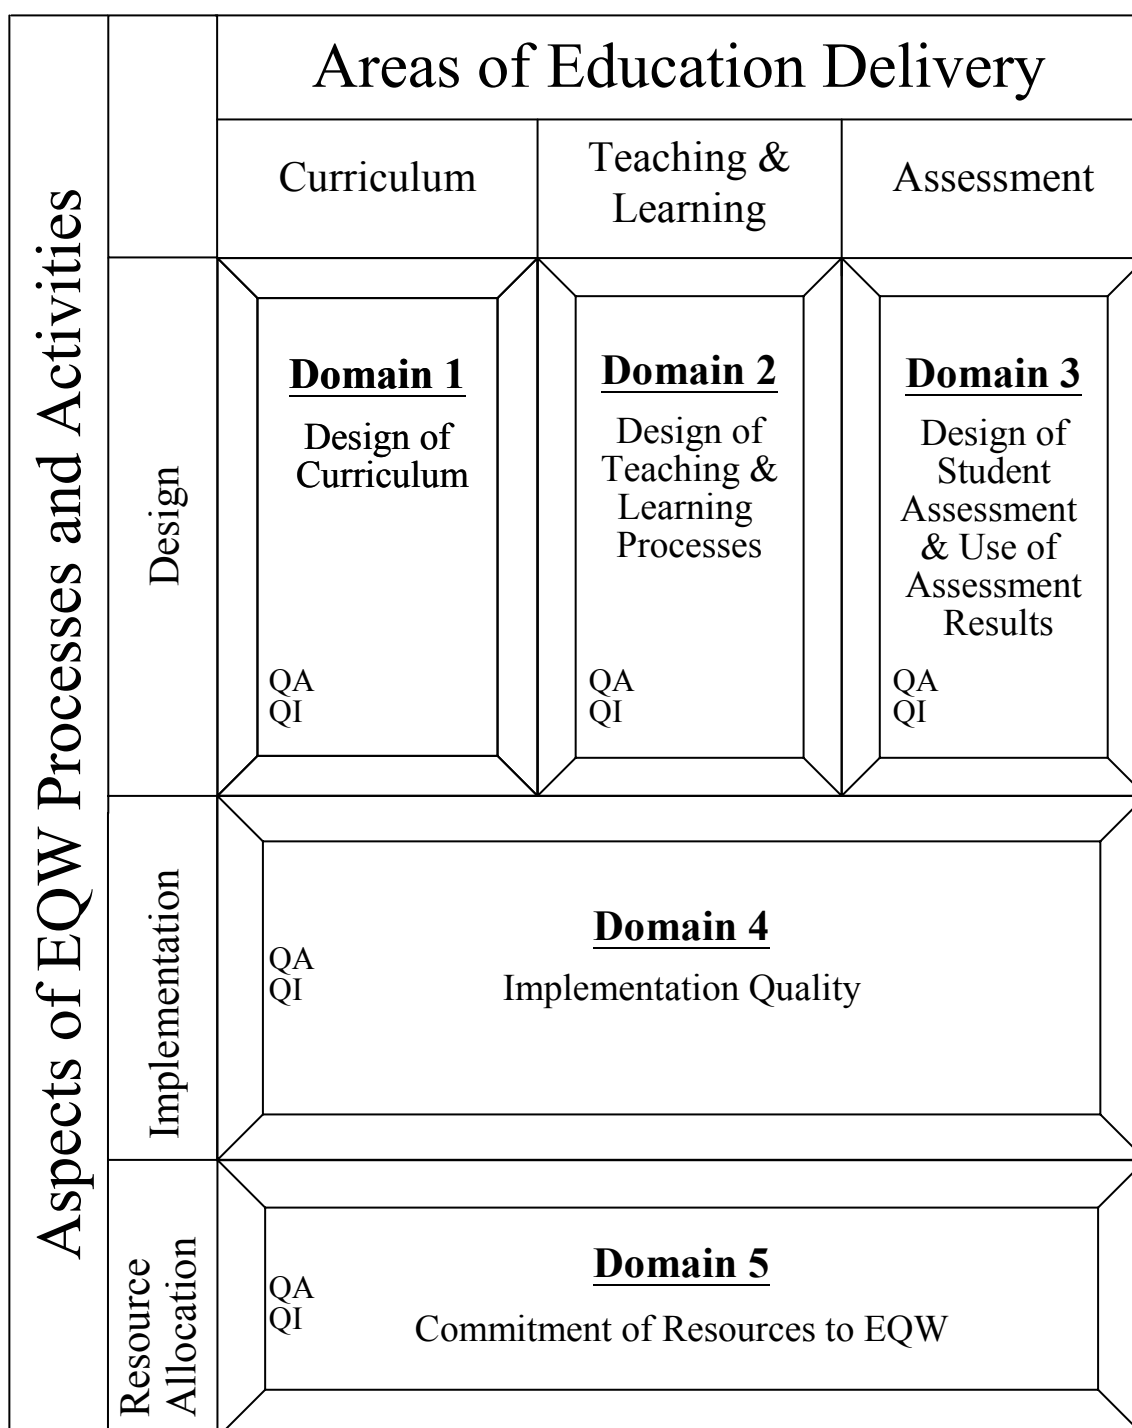 Areas of Education Delivery
Curriculum
Teaching &
Learning
Assessment
Aspects of EQW Processes and Activities
Design
Domain 1
Design of
Curriculum
QA
QI
Domain 2
Design of
Teaching &
Learning
Processes
QA
QI
Domain 3
Design of
Student
Assessment
& Use of
Assessment
Results
QA
QI
Implementation
Domain 4
Implementation Quality
QA
QI
Resource
Allocation
Domain 5
Commitment of Resources to EQW
QA
QI